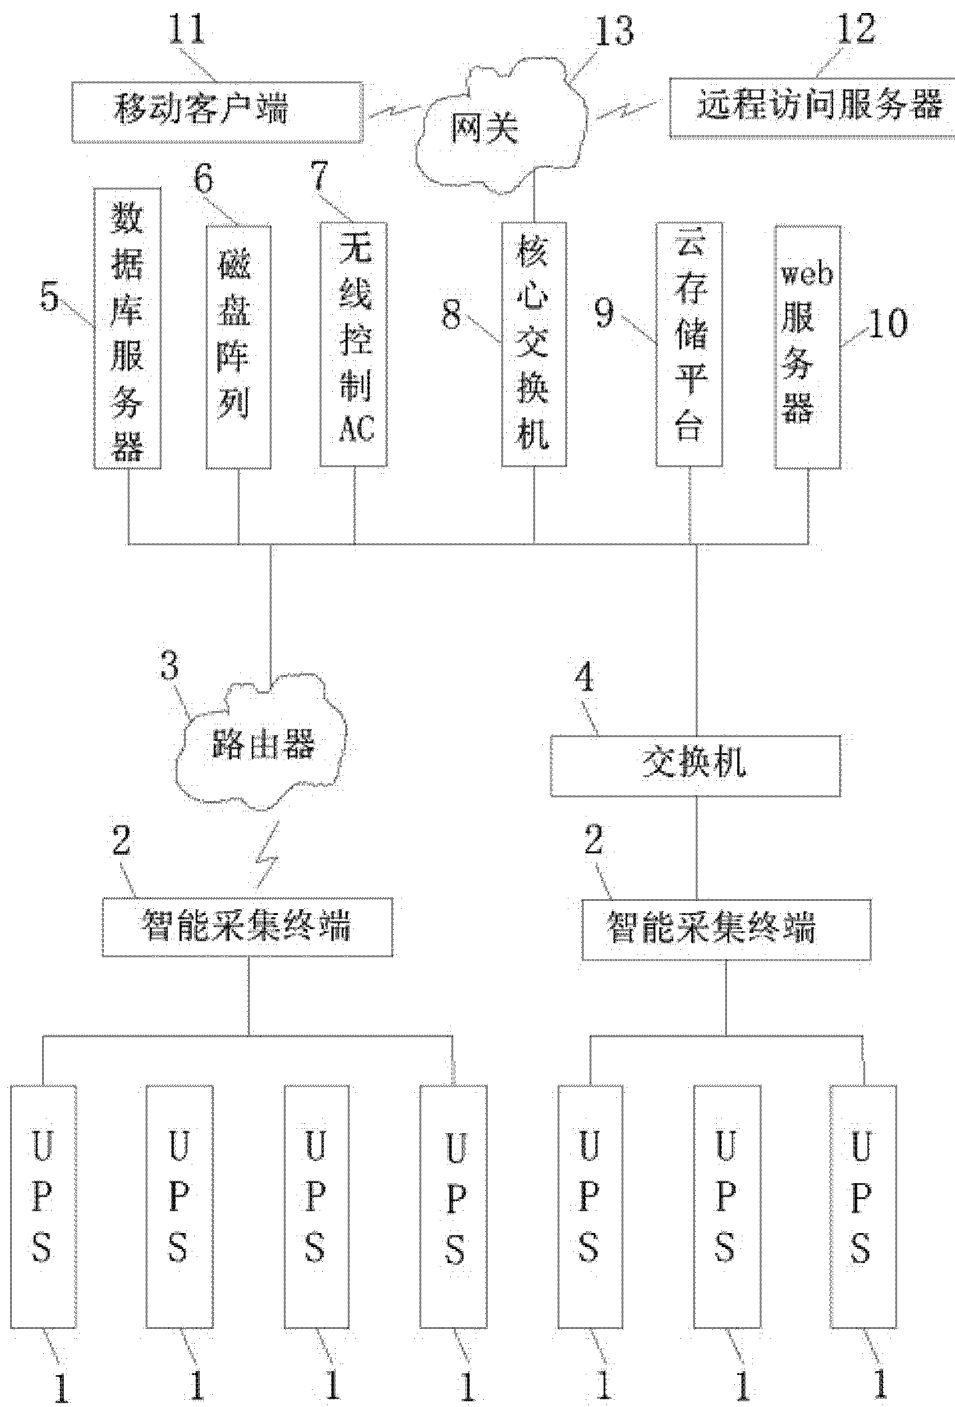 11
13
12
移动客户端
网关
远程访问服务器
5
数据库服务器
6
磁盘阵列
7
无线控制AC
8
核心交换机
9
云存储平台
10
web服务器
3
路由器
4
交换机
2
智能采集终端
2
智能采集终端
UPS
UPS
UPS
UPS
UPS
UPS
UPS
1
1
1
1
1
1
1